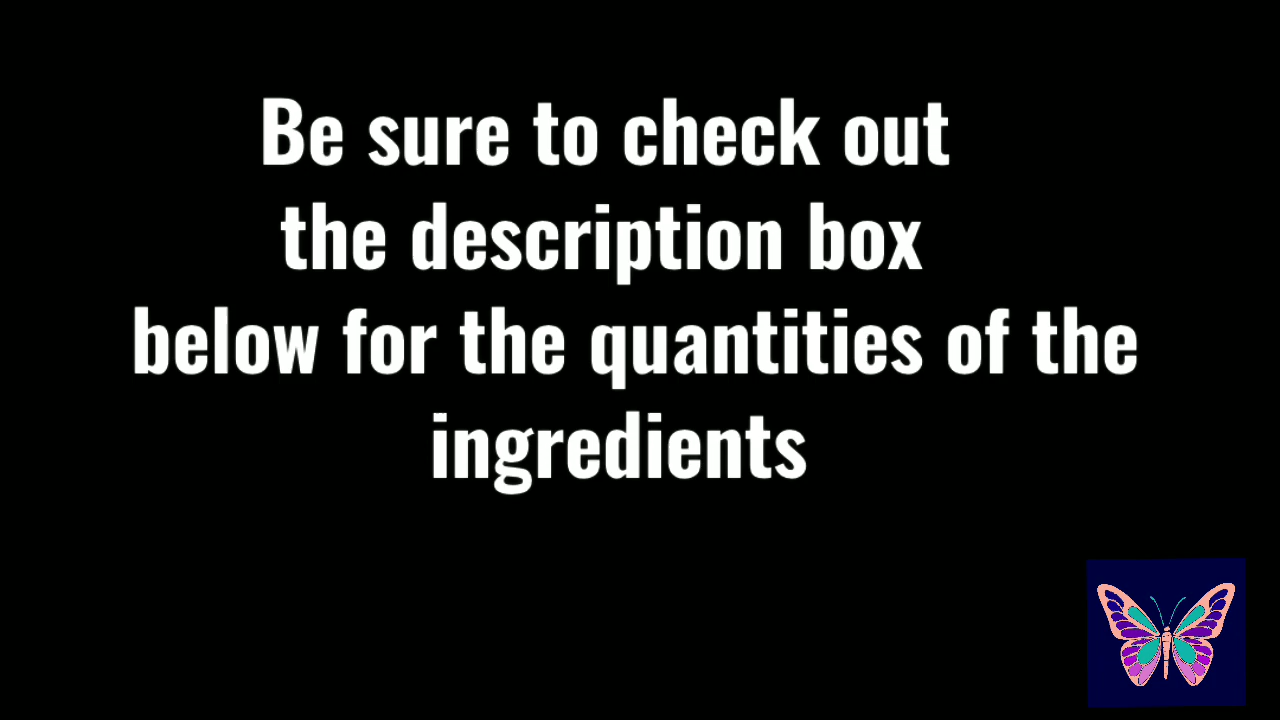 Be sure to check out
the description box
below for the quantities of the
ingredients